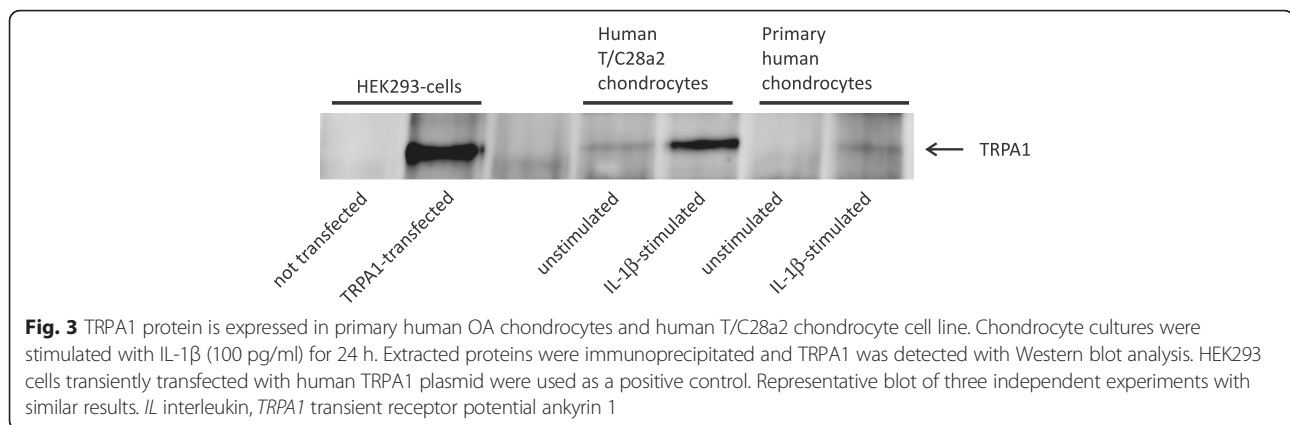 Human
T/C28a2
chondrocytes
Primary
human
chondrocytes
HEK293-cells
TRPA1
not transfected
TRPA1-transfected
unstimulated
IL-1β-stimulated
unstimulated
IL-1β-stimulated
Fig. 3 TRPA1 protein is expressed in primary human OA chondrocytes and human T/C28a2 chondrocyte cell line. Chondrocyte cultures were
stimulated with IL-1β (100 pg/ml) for 24 h. Extracted proteins were immunoprecipitated and TRPA1 was detected with Western blot analysis. HEK293
cells transiently transfected with human TRPA1 plasmid were used as a positive control. Representative blot of three independent experiments with
similar results. IL interleukin, TRPA1 transient receptor potential ankyrin 1